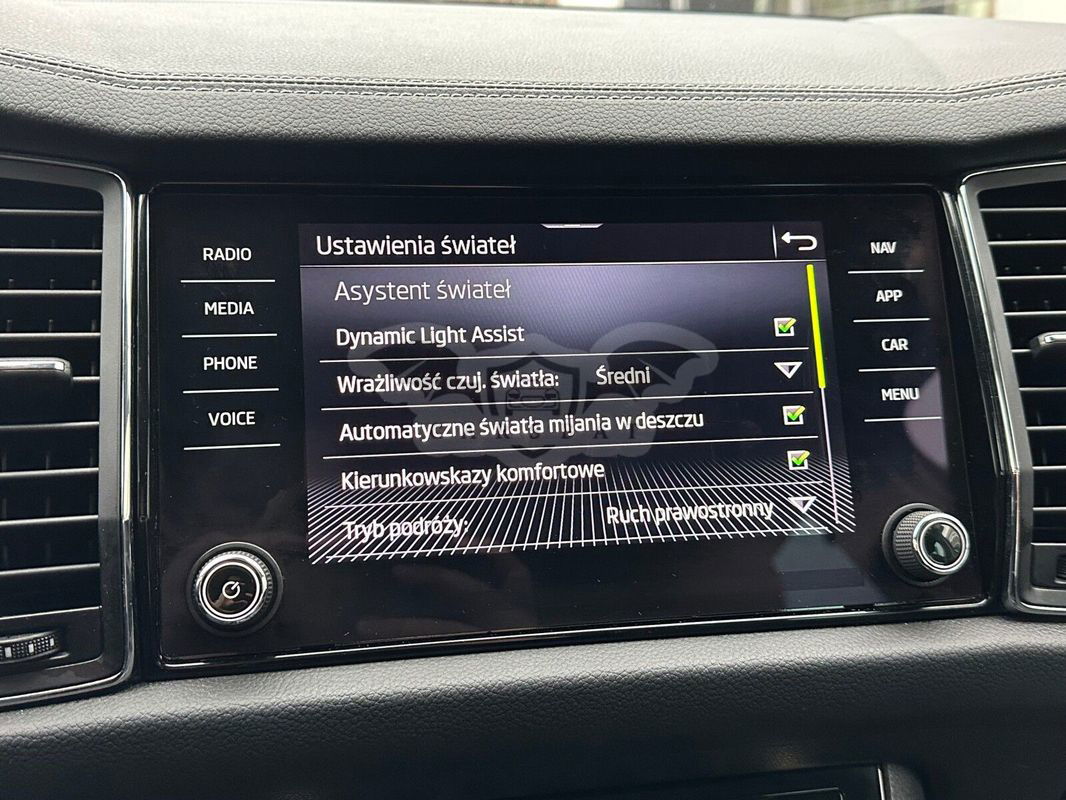 RADIO
MEDIA
PHONE
VOICE
Ustawienia świateł
Asystent świateł
Dynamic Light Assist
Wrażliwość czuj. światła: Średni
Automatyczne światła mijania w deszczu
Kierunkowskazy komfortowe
Tryb podróży: Ruch prawostronny
NAV
APP
CAR
MENU